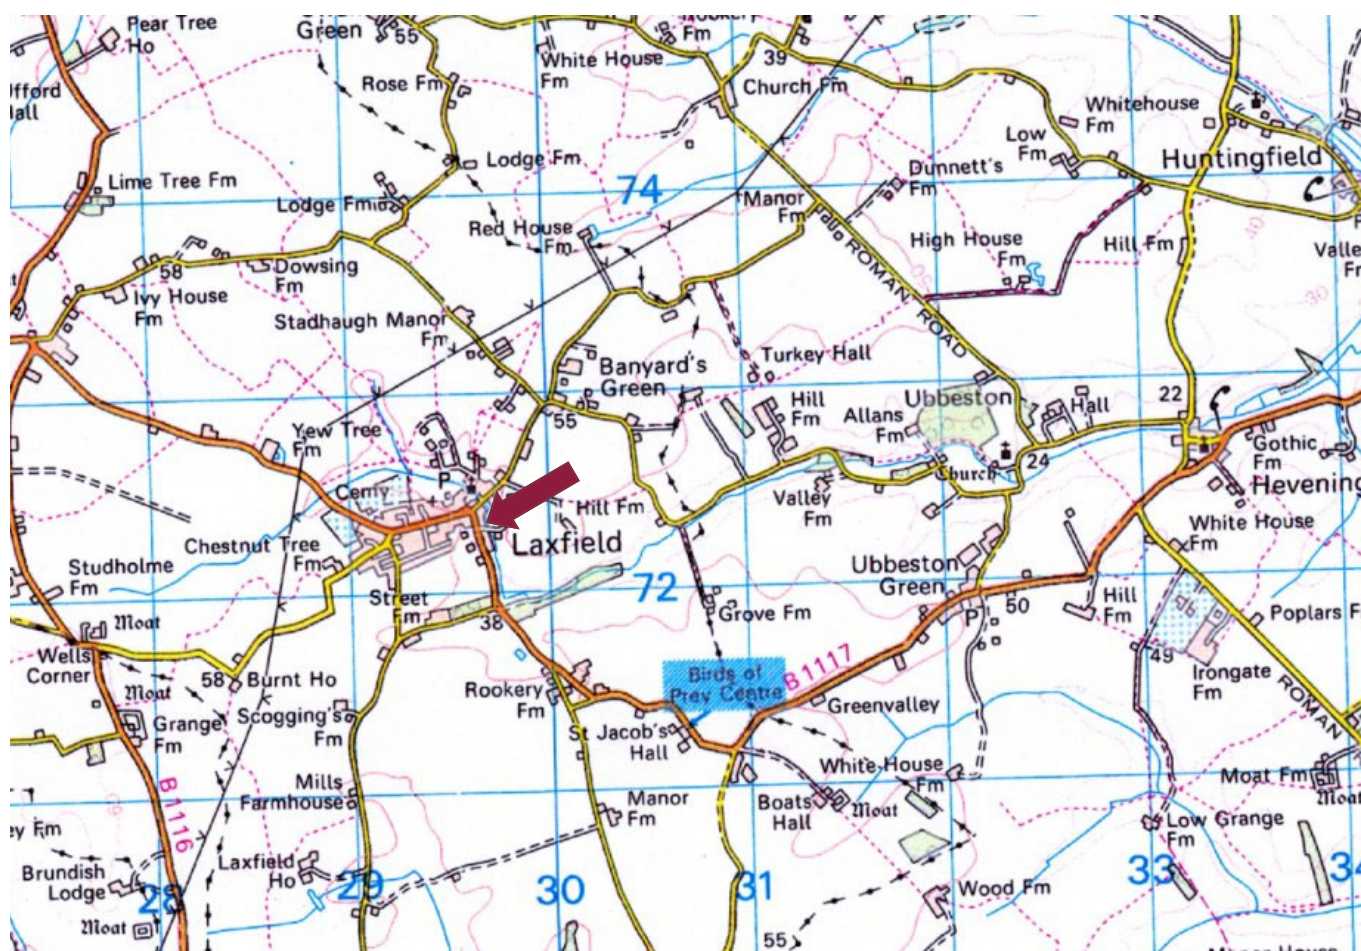 Pear Tree
Ho
Green
55
White House
Fm
Fm
39
Church Fm
Rose Fm
Whitehouse
Fm
Low
Fm
Huntingfield
Lime Tree Fm
Lodge Fm
Lodge Fm
74
Dunnett's
Fm
Manor
Fm
Red House
Fm
High House
Fm
Hill Fm
ROMAN ROAD
58
Dowsing
Fm
Ivy House
Fm
Stadhaugh Manor
Fm
Turkey Hall
Banyard's
Green
55
Hill
Fm
Allans
Fm
Ubbeston
Hall
22
Yew Tree
Fm
P
Cemy
Church
24
Gothic
Fm
Valley
Fm
Hill Fm
Laxfield
Chestnut Tree
Fm
White House
Fm
Studholme
Fm
Ubbeston
Green
72
Street
Fm
38
Grove Fm
50
P
Hill
Fm
Poplars
49
Irongate
Fm
Moat
Wells
Corner
Moat
58
Burnt Ho
Birds of
Prey Centre
B1117
Rookery
Fm
Greenvalley
ROMAN
Grange
Fm
Scogging's
Fm
St Jacob's
Hall
B1116
Mills
Farmhouse
Manor
Fm
White House
Fm
Boats
Hall
Moat
Moat Fm
Moat
Low Grange
Fm
Brundish
Lodge
Laxfield
Ho
28
29
30
31
33
Wood Fm
Moat
55